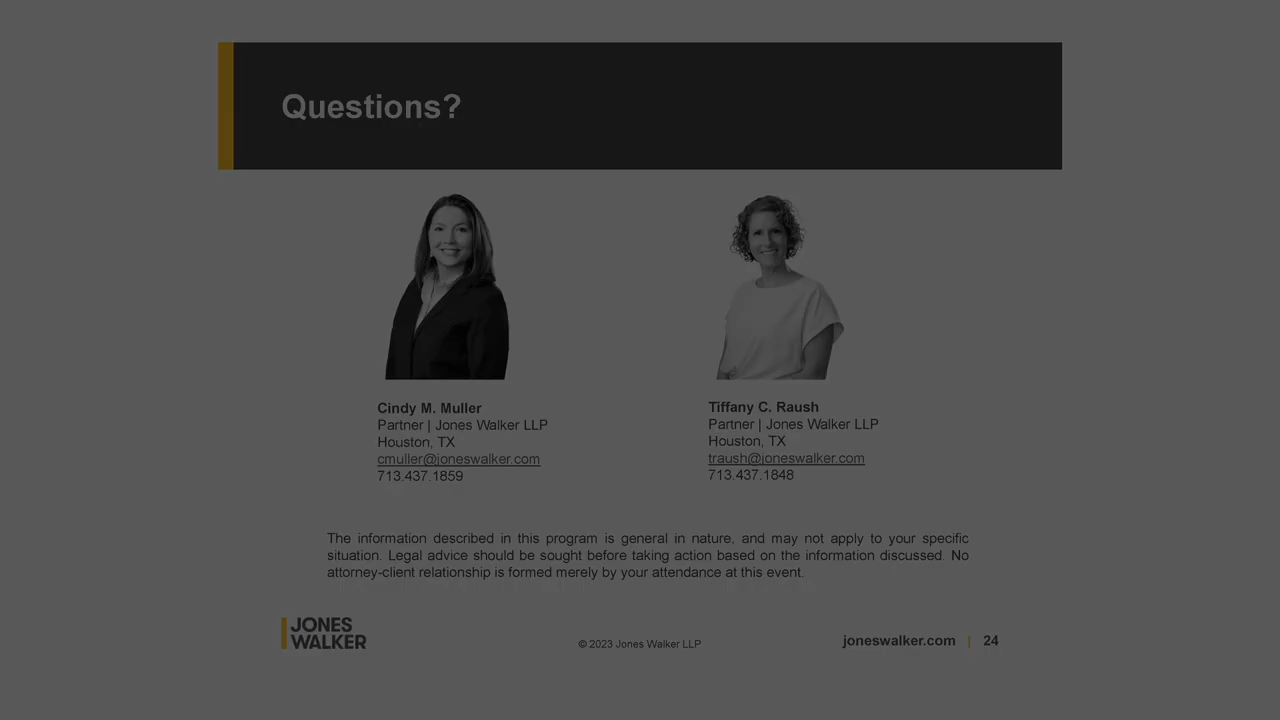 Questions?
Cindy M. Muller
Partner | Jones Walker LLP
Houston, TX
cmuller@joneswalker.com
713.437.1859
Tiffany C. Raush
Partner | Jones Walker LLP
Houston, TX
traush@joneswalker.com
713.437.1848
The information described in this program is general in nature, and may not apply to your specific
situation. Legal advice should be sought before taking action based on the information discussed. No
attorney-client relationship is formed merely by your attendance at this event.
JONES
WALKER
© 2023 Jones Walker LLP
joneswalker.com | 24